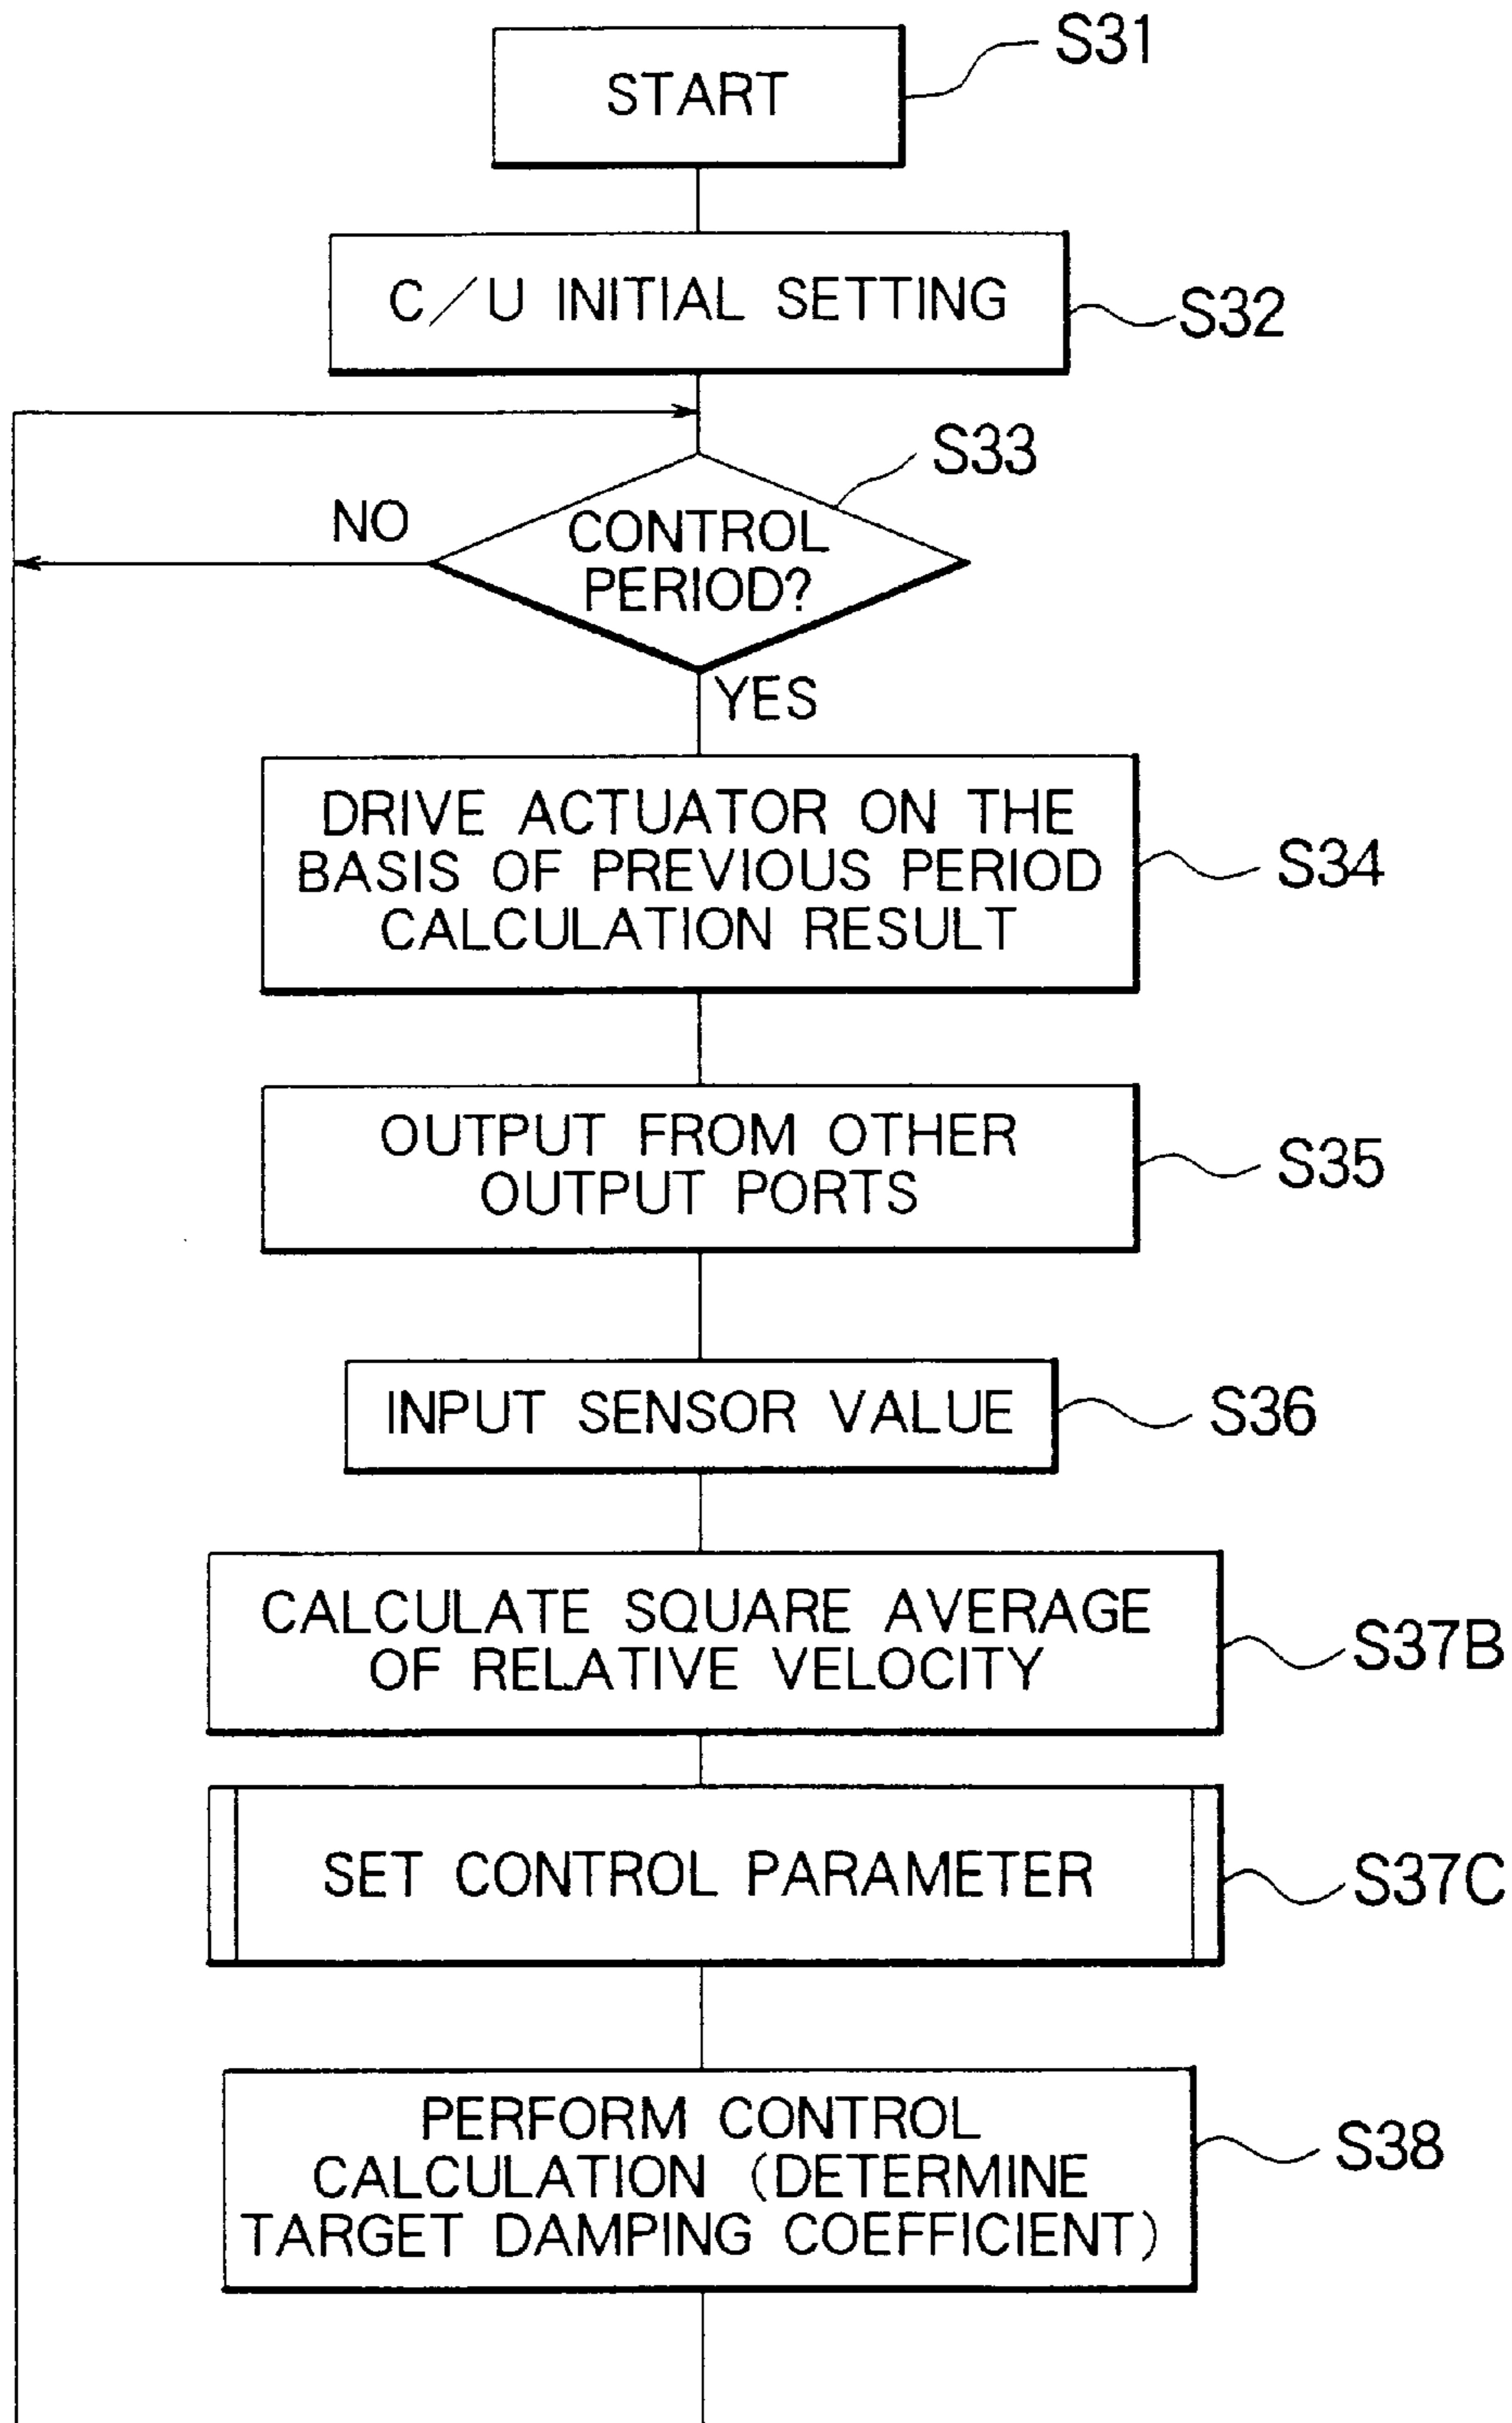 START
S31
C/U INITIAL SETTING
S32
S33
NO
CONTROL
PERIOD?
YES
DRIVE ACTUATOR ON THE
BASIS OF PREVIOUS PERIOD
CALCULATION RESULT
S34
OUTPUT FROM OTHER
OUTPUT PORTS
S35
INPUT SENSOR VALUE
S36
CALCULATE SQUARE AVERAGE
OF RELATIVE VELOCITY
S37B
SET CONTROL PARAMETER
S37C
PERFORM CONTROL
CALCULATION (DETERMINE
TARGET DAMPING COEFFICIENT)
S38